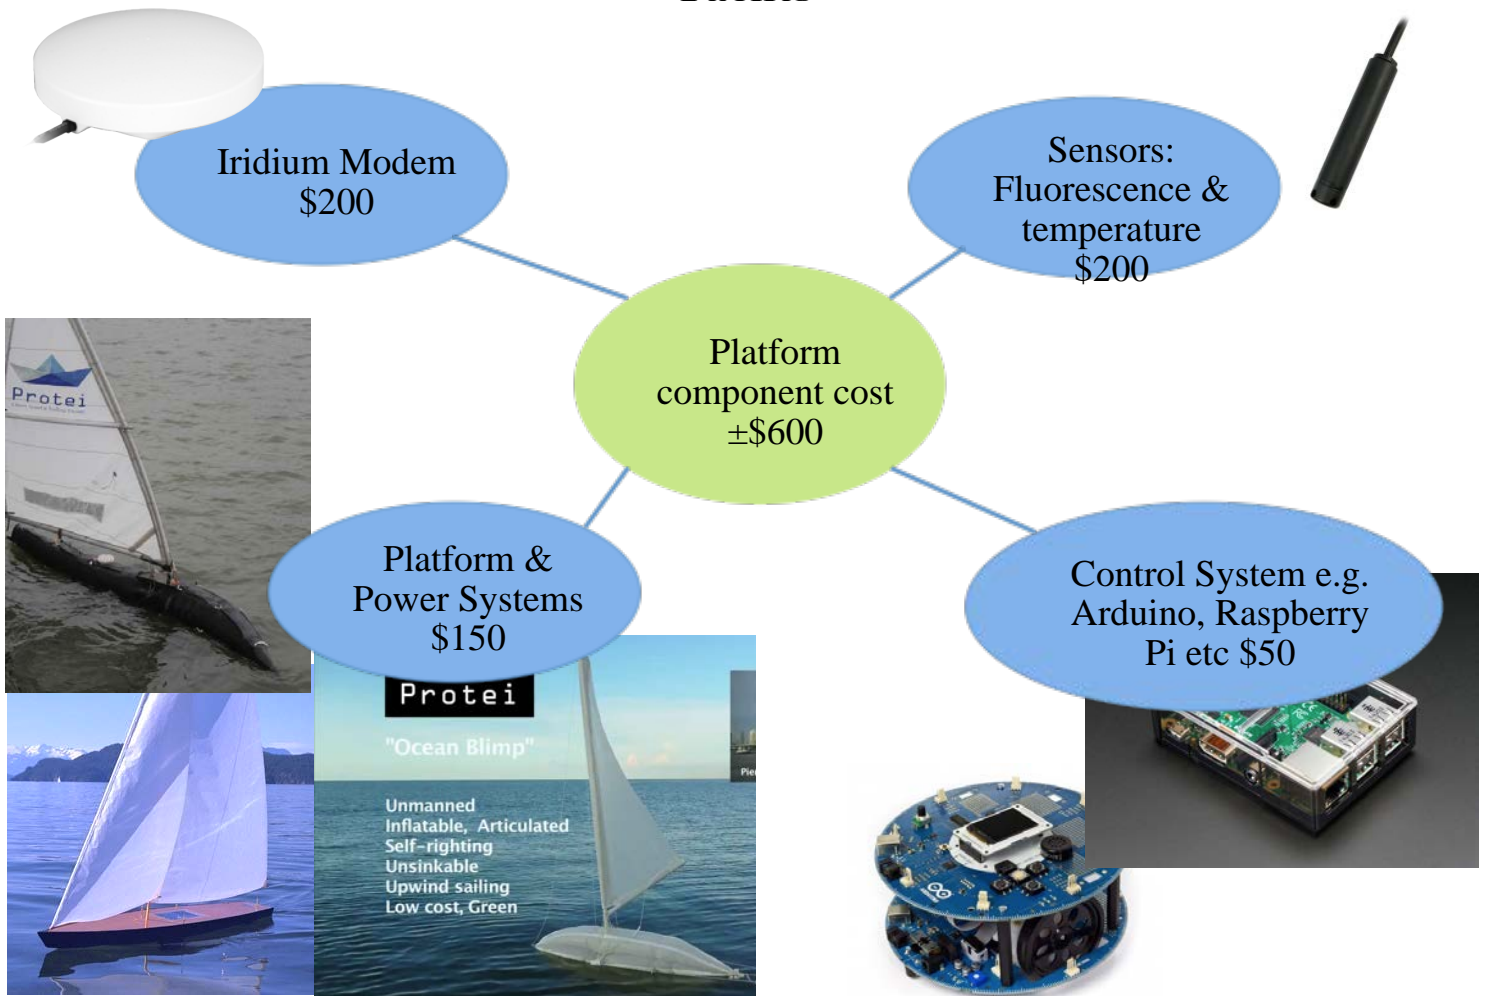 Iridium Modem
$200
Sensors:
Fluorescence &
temperature
$200
Platform
component cost
±$600
Protei
Platform &
Power Systems
$150
Control System e.g.
Arduino, Raspberry
Pi etc $50
Protei
"Ocean Blimp"
Unmanned
Inflatable, Articulated
Self-righting
Unsinkable
Upwind sailing
Low cost, Green